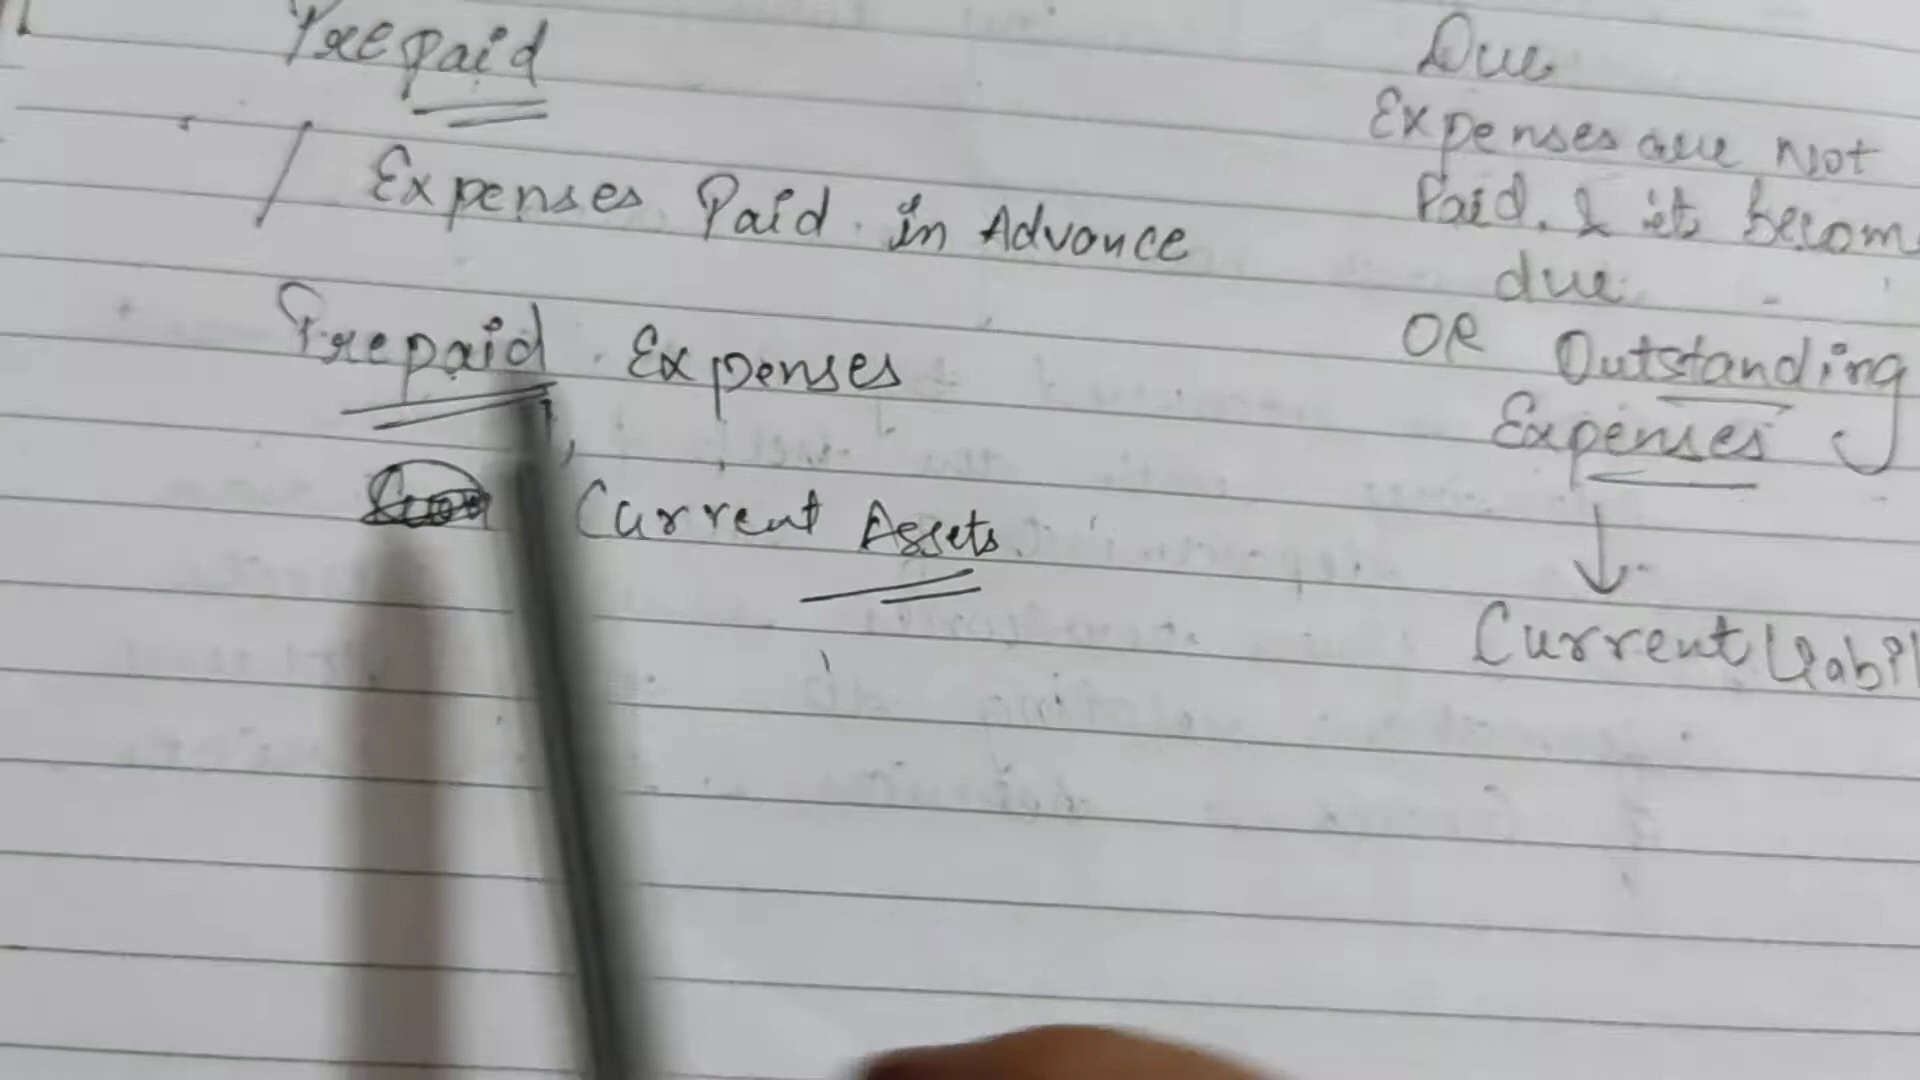 Prepaid
Expenses Paid in Advance
Prepaid Expenses
Current Assets
Due
Expenses are not
Paid. & it becom
due
OR Outstanding
Expenses
↓
Current Liabil